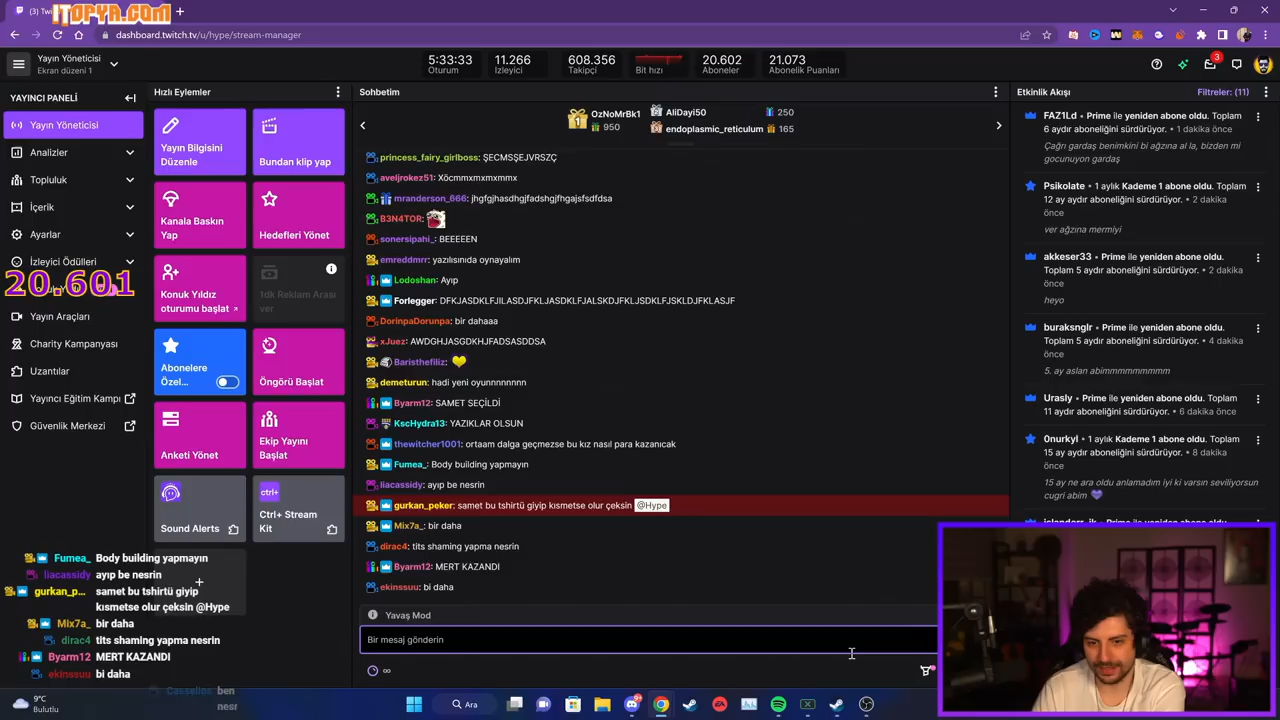 (3) Twi
ITOPYA.COM
dashboard.twitch.tv/u/hype/stream-manager
Yayın Yöneticisi
Ekran düzeni 1
5:33:33
Oturum
11.266
İzleyici
608.356
Takipçi
Bit hızı
20.602
Aboneler
21.073
Abonelik Puanları
3
YAYINCI PANELİ
Yayın Yöneticisi
Analizler
Topluluk
İçerik
Ayarlar
İzleyici Ödülleri
20.601
Yayın Araçları
Charity Kampanyası
Uzantılar
Yayıncı Eğitim Kampı
Güvenlik Merkezi
Hızlı Eylemler
Yayın Bilgisini
Düzenle
Bundan klip yap
Kanala Baskın
Yap
Hedefleri Yönet
Konuk Yıldız
oturumu başlat
1dk Reklam Arası
ver
Abonelere
Özel...
Öngörü Başlat
Anketi Yönet
Ekip Yayını
Başlat
Sound Alerts
ctrl+
Ctrl+ Stream
Kit
Sohbetim
1
OzNoMrBk1
950
2
AliDayi50
250
3
endoplasmic_reticulum
165
princess_fairy_girlboss: ŞECMSŞEJVRSZÇ
aveljrokez51: Xöcmmxmxmxmmx
mranderson_666: jhgfgjhasdhgjfadshgjfhgajsfsdfdsa
B3N4TOR:
sonersipahi_: BEEEEEN
emreddmrr: yazılısında oynayalım
Lodoshan: Ayıp
Forlegger: DFKJASDKLFJILASDJFKLJASDKLFJALSKDJFKLJSKLDJFKLASJF
DorinpaDorunpa: bir dahaaa
xJuez: AWDGHJASGDKHJFADSASDDSA
Baristhefiliz:
demeturun: hadi yeni oyunnnnnnnn
Byarm12: SAMET SEÇİLDİ
KscHydra13: YAZIKLAR OLSUN
thewitcher1001: ortaam dalga geçmezse bu kız nasıl para kazanıcak
Fumea_: Body building yapmayın
liacassidy: ayıp be nesrin
gurkan_peker: samet bu tshirtü giyip kısmetse olur çeksin @Hype
Mix7a_: bir daha
dirac4: tits shaming yapma nesrin
Byarm12: MERT KAZANDI
ekinssuu: bi daha
Yavaş Mod
Bir mesaj gönderin
∞
Etkinlik Akışı
Filtreler: (11)
FAZ1Ld • Prime ile yeniden abone oldu. Toplam
6 aydır aboneliğini sürdürüyor. • 1 dakika önce
Çağrı gardaş benimkini bi ağzına al la, bizden mi
gocunuyon gardaş
Psikolate • 1 aylık Kademe 1 abone oldu. Toplam
12 ay aydır aboneliğini sürdürüyor. • 2 dakika
önce
ver ağzına mermiyi
akkeser33 • Prime ile yeniden abone oldu.
Toplam 5 aydır aboneliğini sürdürüyor. • 2 dakika
önce
heyo
buraksnglr • Prime ile yeniden abone oldu.
Toplam 5 aydır aboneliğini sürdürüyor. • 4 dakika
önce
5. ay aslan abimmmmmmmmm
Urasly • Prime ile yeniden abone oldu. Toplam
11 aydır aboneliğini sürdürüyor. • 6 dakika önce
0nurkyl • 1 aylık Kademe 1 abone oldu. Toplam
15 ay aydır aboneliğini sürdürüyor. • 8 dakika
önce
15 ay ne ara oldu anlamadım iyi ki varsın seviliyorsun
cugri abim
Fumea_ Body building yapmayın
liacassidy ayıp be nesrin
gurkan_p... samet bu tshirtü giyip
kısmetse olur çeksin @Hype
Mix7a_ bir daha
dirac4 tits shaming yapma nesrin
Byarm12 MERT KAZANDI
ekinssuu bi daha
Casselios ben
nesr
9°C
Bulutlu
Ara